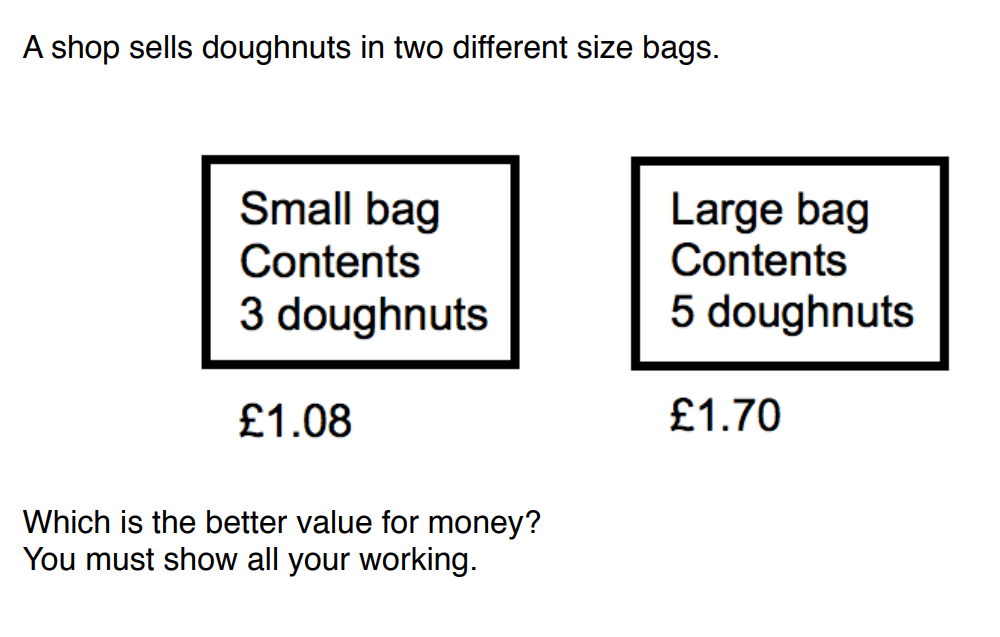 A shop sells doughnuts in two different size bags.
Small bag
Contents
3 doughnuts
£1.08
Large bag
Contents
5 doughnuts
£1.70
Which is the better value for money?
You must show all your working.